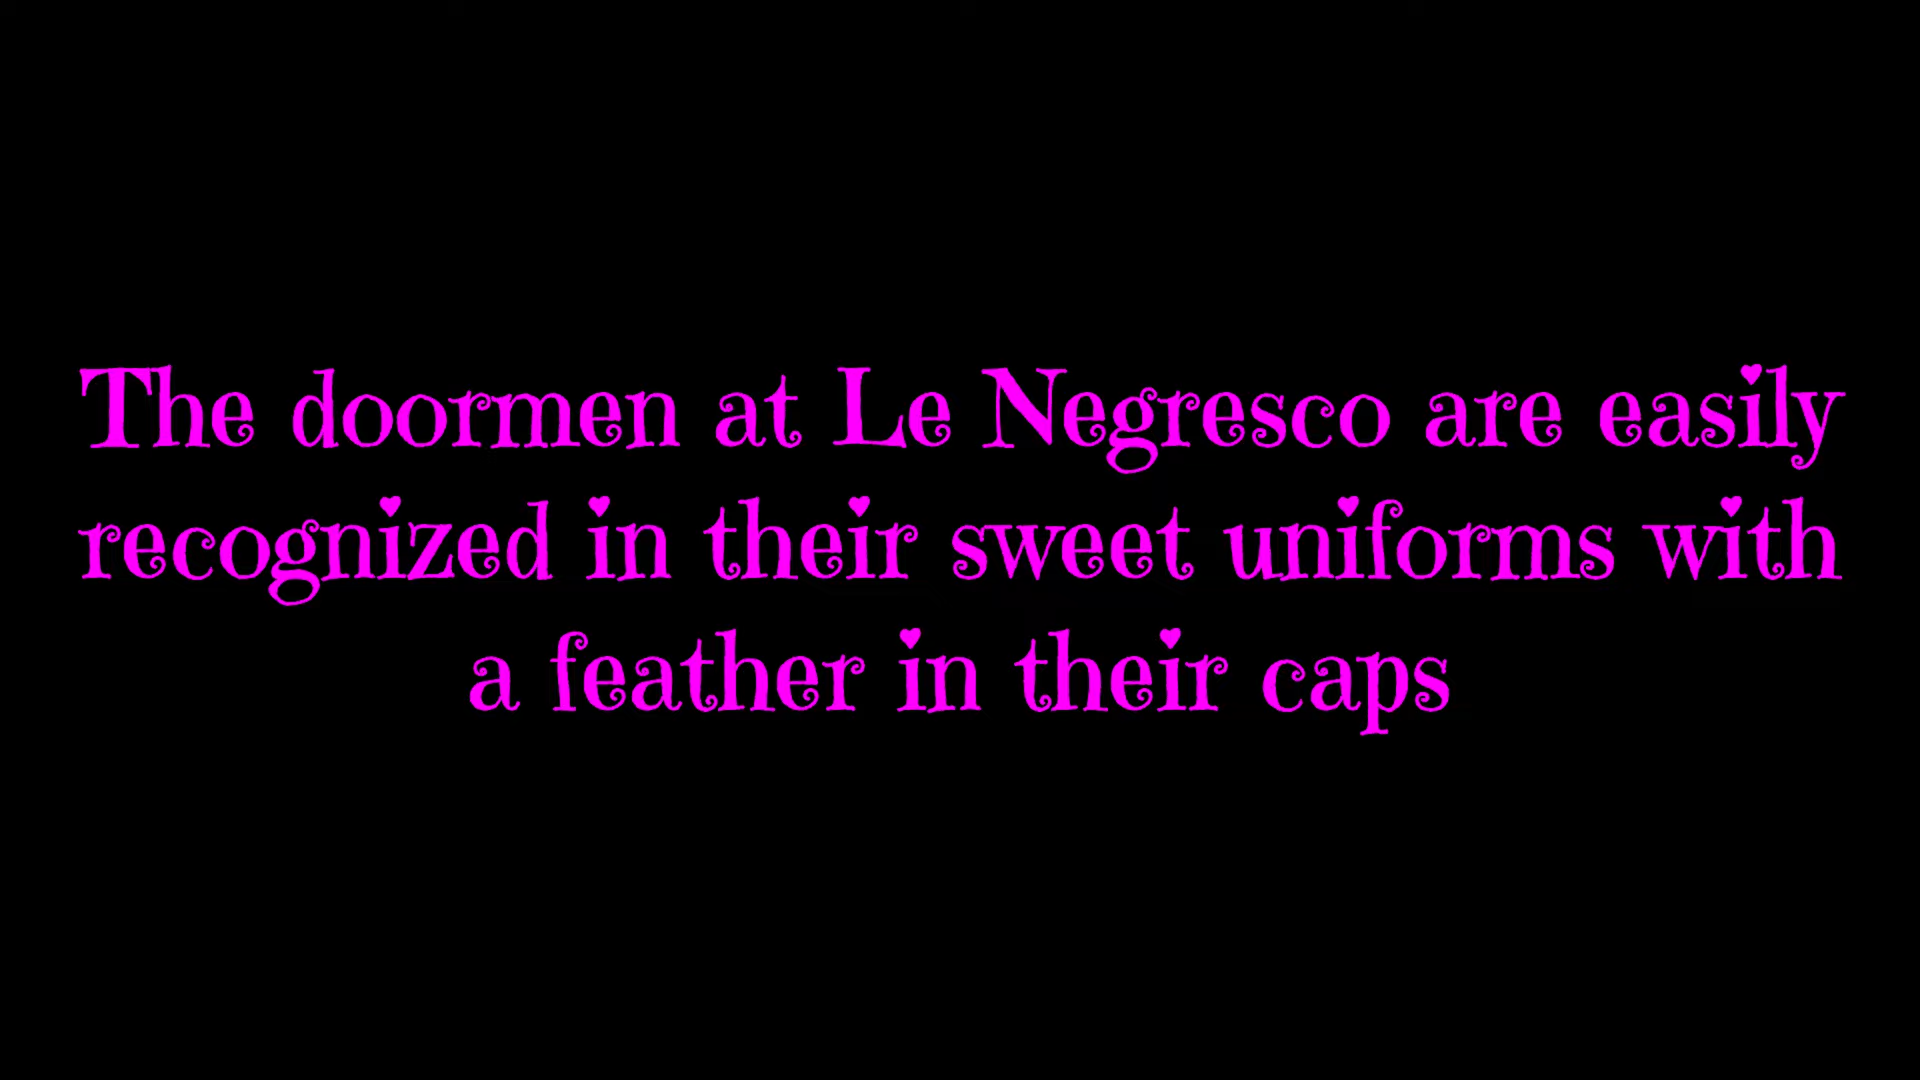 The doormen at Le Negresco are easily
recognized in their sweet uniforms with
a feather in their caps